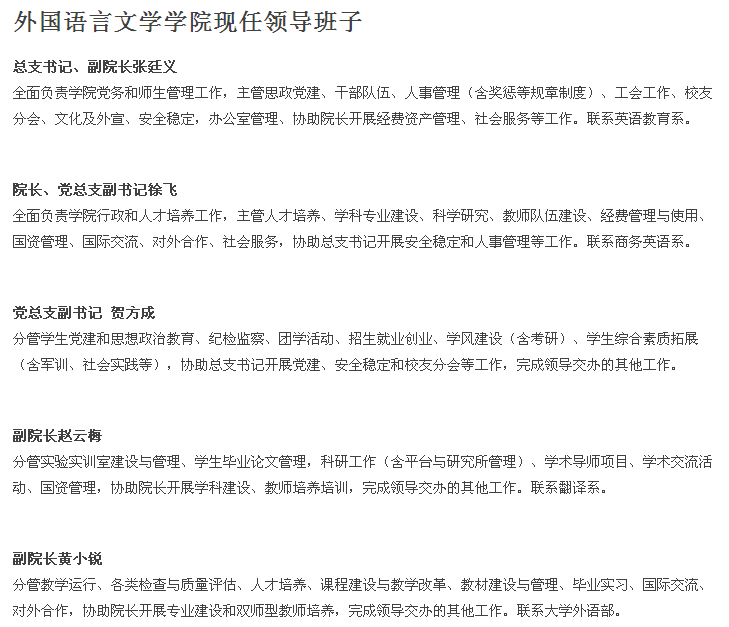 外国语言文学学院现任领导班子
总支书记、副院长张廷义
全面负责学院党务和师生管理工作，主管思政党建、干部队伍、人事管理（含奖惩等规章制度）、工会工作、校友
分会、文化及外宣、安全稳定，办公室管理、协助院长开展经费资产管理、社会服务等工作。联系英语教育系。
院长、党总支副书记徐飞
全面负责学院行政和人才培养工作，主管人才培养、学科专业建设、科学研究、教师队伍建设、经费管理与使用、
国资管理、国际交流、对外合作、社会服务，协助总支书记开展安全稳定和人事管理等工作。联系商务英语系。
党总支副书记 贺方成
分管学生党建和思想政治教育、纪检监察、团学活动、招生就业创业、学风建设（含考研）、学生综合素质拓展
（含军训、社会实践等），协助总支书记开展党建、安全稳定和校友分会等工作，完成领导交办的其他工作。
副院长赵云梅
分管实验实训室建设与管理、学生毕业论文管理，科研工作（含平台与研究所管理）、学术导师项目、学术交流活
动、国资管理，协助院长开展学科建设、教师培养培训，完成领导交办的其他工作。联系翻译系。
副院长黄小锐
分管教学运行、各类检查与质量评估、人才培养、课程建设与教学改革、教材建设与管理、毕业实习、国际交流、
对外合作，协助院长开展专业建设和双师型教师培养，完成领导交办的其他工作。联系大学外语部。